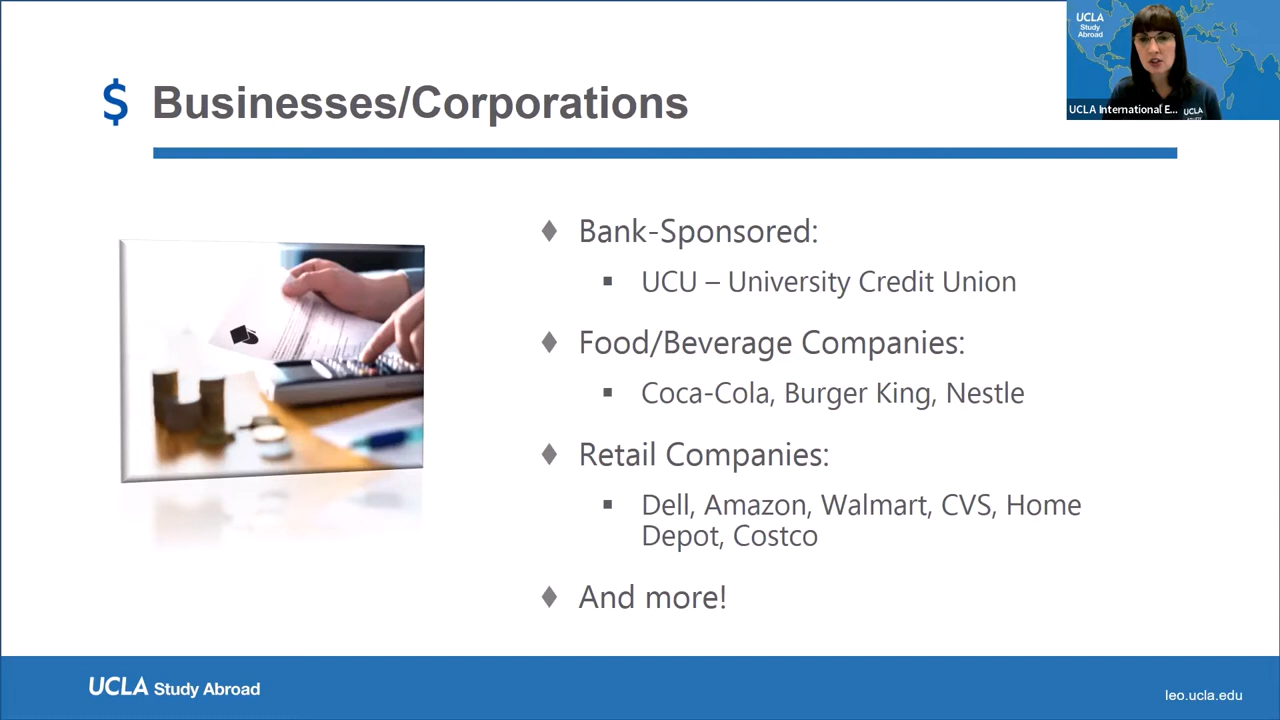 UCLA
Study
Abroad
UCLA International E...
UCLA
$ Businesses/Corporations
Bank-Sponsored:
UCU – University Credit Union
Food/Beverage Companies:
Coca-Cola, Burger King, Nestle
Retail Companies:
Dell, Amazon, Walmart, CVS, Home
Depot, Costco
And more!
UCLA Study Abroad
leo.ucla.edu